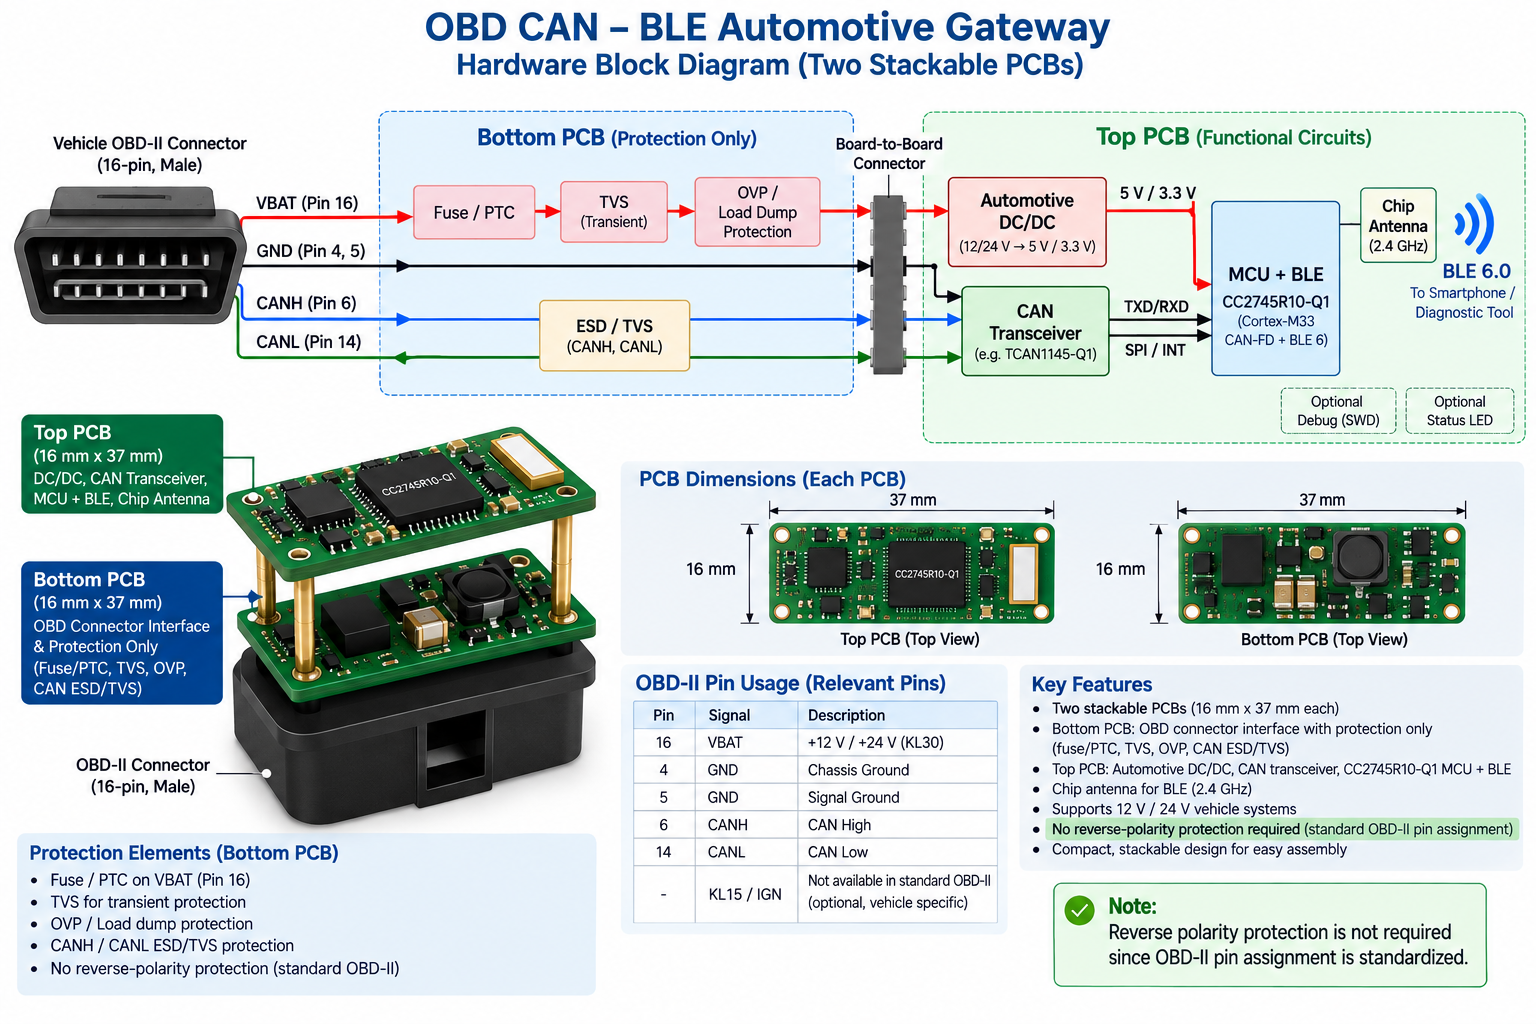 OBD CAN – BLE Automotive Gateway
Hardware Block Diagram (Two Stackable PCBs)
Vehicle OBD-II Connector
(16-pin, Male)
VBAT (Pin 16)
GND (Pin 4, 5)
CANH (Pin 6)
CANL (Pin 14)
Bottom PCB (Protection Only)
Fuse / PTC
TVS
(Transient)
OVP /
Load Dump
Protection
ESD / TVS
(CANH, CANL)
Board-to-Board
Connector
Top PCB (Functional Circuits)
Automotive
DC/DC
(12/24 V → 5 V / 3.3 V)
5 V / 3.3 V
CAN
Transceiver
(e.g. TCAN1145-Q1)
TXD/RXD
SPI / INT
MCU + BLE
CC2745R10-Q1
(Cortex-M33
CAN-FD + BLE 6)
Chip
Antenna
(2.4 GHz)
BLE 6.0
To Smartphone /
Diagnostic Tool
Optional
Debug (SWD)
Optional
Status LED
Top PCB
(16 mm x 37 mm)
DC/DC, CAN Transceiver,
MCU + BLE, Chip Antenna
CC2745R10-Q1
Bottom PCB
(16 mm x 37 mm)
OBD Connector Interface
& Protection Only
(Fuse/PTC, TVS, OVP,
CAN ESD/TVS)
OBD-II Connector
(16-pin, Male)
PCB Dimensions (Each PCB)
37 mm
16 mm
CC2745R10-Q1
Top PCB (Top View)
37 mm
16 mm
Bottom PCB (Top View)
OBD-II Pin Usage (Relevant Pins)
Pin Signal Description
16 VBAT +12 V / +24 V (KL30)
4 GND Chassis Ground
5 GND Signal Ground
6 CANH CAN High
14 CANL CAN Low
- KL15 / IGN Not available in standard OBD-II
(optional, vehicle specific)
Key Features
• Two stackable PCBs (16 mm x 37 mm each)
• Bottom PCB: OBD connector interface with protection only
(fuse/PTC, TVS, OVP, CAN ESD/TVS)
• Top PCB: Automotive DC/DC, CAN transceiver, CC2745R10-Q1 MCU + BLE
• Chip antenna for BLE (2.4 GHz)
• Supports 12 V / 24 V vehicle systems
• No reverse-polarity protection required (standard OBD-II pin assignment)
• Compact, stackable design for easy assembly
Protection Elements (Bottom PCB)
• Fuse / PTC on VBAT (Pin 16)
• TVS for transient protection
• OVP / Load dump protection
• CANH / CANL ESD/TVS protection
• No reverse-polarity protection (standard OBD-II)
Note:
Reverse polarity protection is not required
since OBD-II pin assignment is standardized.